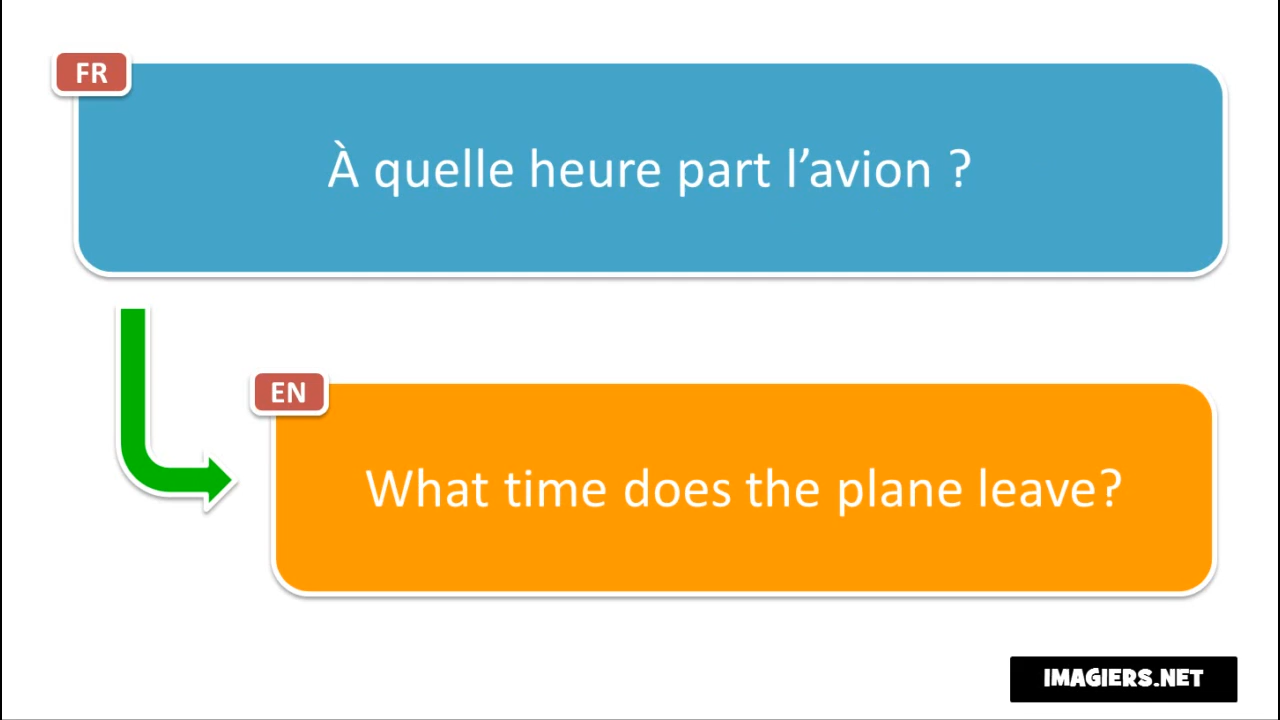 FR
À quelle heure part l’avion ?
EN
What time does the plane leave?
IMAGIERS.NET